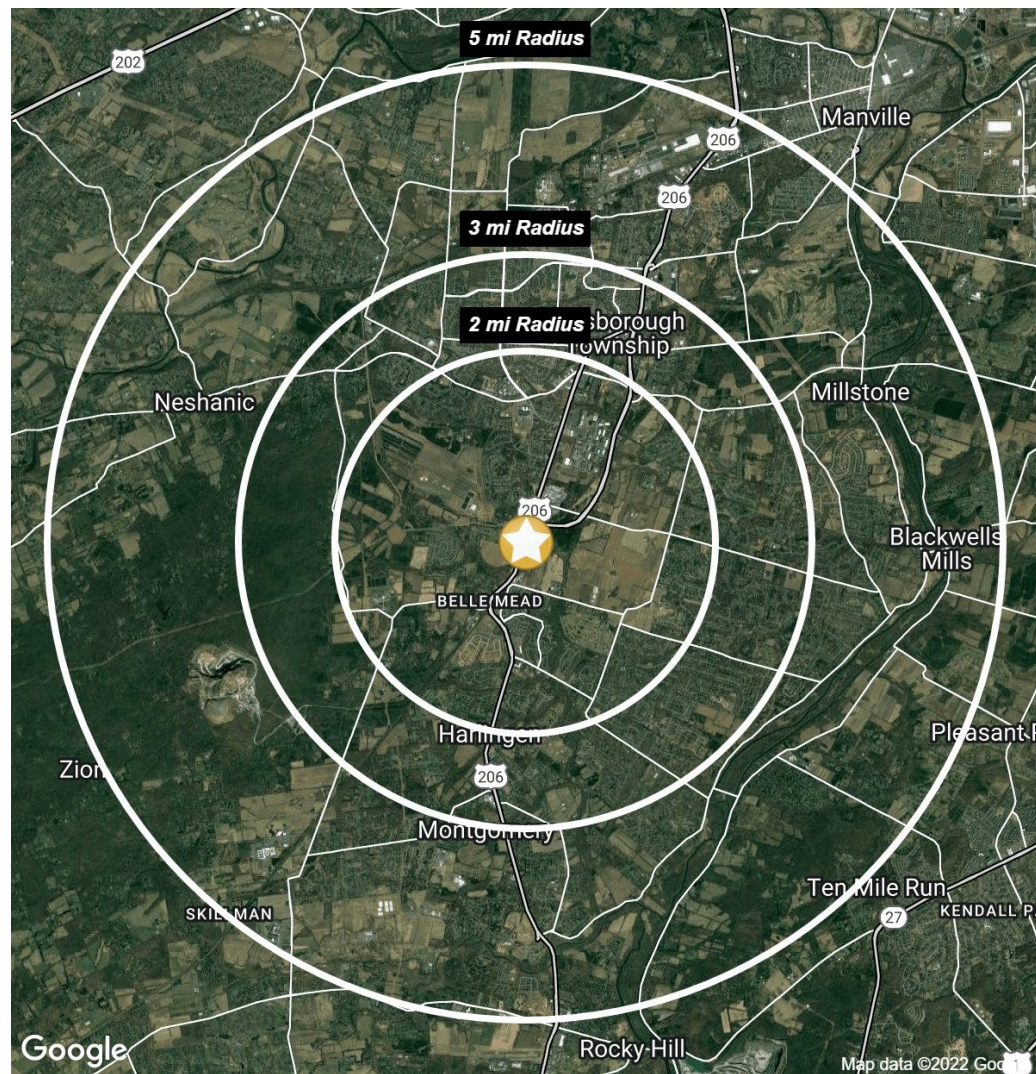 5 mi Radius
202
Manville
206
206
3 mi Radius
2 mi Radius
sborough
Township
Neshanic
Millstone
206
Blackwells
Mills
BELLE MEAD
Harlingen
Pleasant
Zion
206
Montgomery
Ten Mile Run
SKILLMAN
27
KENDALL P
Rocky Hill
Google
Map data ©2022 Goo
1